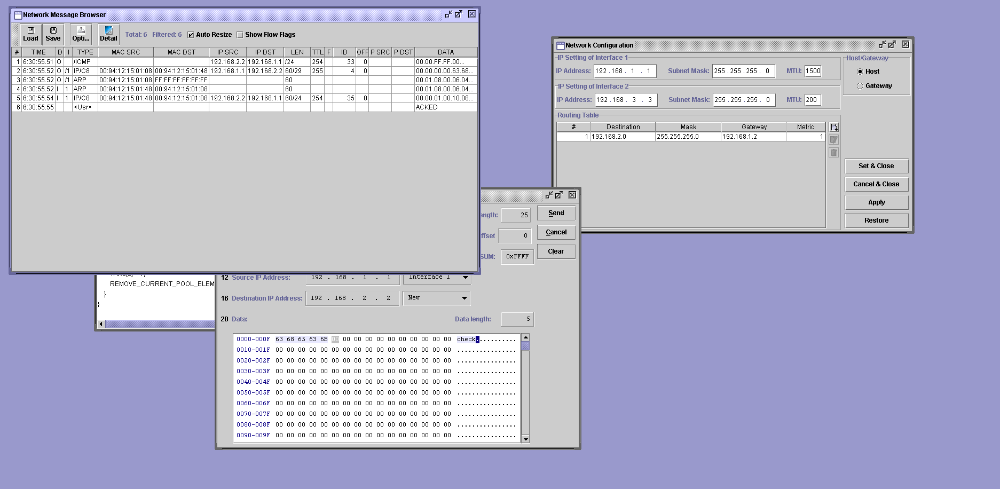 Network Message Browser
Load Save Opti... Detail Total: 6 Filtered: 6 Auto Resize Show Flow Flags
# TIME D I TYPE MAC SRC MAC DST IP SRC IP DST LEN TTL F ID OFF P SRC P DST DATA
1 6:30:55.51 O /ICMP 192.168.2.2 192.168.1.1 /24 254 33 0 00.00.FF.FF.00...
2 6:30:55.52 O /1 IP/C8 00:94:12:15:01:08 00:94:12:15:01:48 192.168.1.1 192.168.2.2 60/29 255 4 0 00.00.00.00.63.68...
3 6:30:55.52 O /1 ARP 00:94:12:15:01:08 FF:FF:FF:FF:FF:FF 60 00.01.08.00.06.04...
4 6:30:55.52 I 1 ARP 00:94:12:15:01:48 00:94:12:15:01:08 60 00.01.08.00.06.04...
5 6:30:55.54 I 1 IP/C8 00:94:12:15:01:48 00:94:12:15:01:08 192.168.2.2 192.168.1.1 60/24 254 35 0 00.00.01.00.10.08...
6 6:30:55.55 <Usr> ACKED
Network Configuration
IP Setting of Interface 1
IP Address: 192 . 168 . 1 . 1 Subnet Mask: 255 . 255 . 255 . 0 MTU: 1500
IP Setting of Interface 2
IP Address: 192 . 168 . 3 . 3 Subnet Mask: 255 . 255 . 255 . 0 MTU: 200
Host/Gateway
Host
Gateway
Routing Table
# Destination Mask Gateway Metric
1 192.168.2.0 255.255.255.0 192.168.1.2 1
Set & Close
Cancel & Close
Apply
Restore
ength: 25 Send
ffset 0 Cancel
SUM: 0xFFFF Clear
12 Source IP Address: 192 . 168 . 1 . 1 Interface 1
16 Destination IP Address: 192 . 168 . 2 . 2 New
20 Data: Data length: 5
0000-000F 63 68 65 63 6B 00 00 00 00 00 00 00 00 00 00 00 check...........
0010-001F 00 00 00 00 00 00 00 00 00 00 00 00 00 00 00 00 ................
0020-002F 00 00 00 00 00 00 00 00 00 00 00 00 00 00 00 00 ................
0030-003F 00 00 00 00 00 00 00 00 00 00 00 00 00 00 00 00 ................
0040-004F 00 00 00 00 00 00 00 00 00 00 00 00 00 00 00 00 ................
0050-005F 00 00 00 00 00 00 00 00 00 00 00 00 00 00 00 00 ................
0060-006F 00 00 00 00 00 00 00 00 00 00 00 00 00 00 00 00 ................
0070-007F 00 00 00 00 00 00 00 00 00 00 00 00 00 00 00 00 ................
0080-008F 00 00 00 00 00 00 00 00 00 00 00 00 00 00 00 00 ................
0090-009F 00 00 00 00 00 00 00 00 00 00 00 00 00 00 00 00 ................
REMOVE_CURRENT_POOL_ELEM
}
}